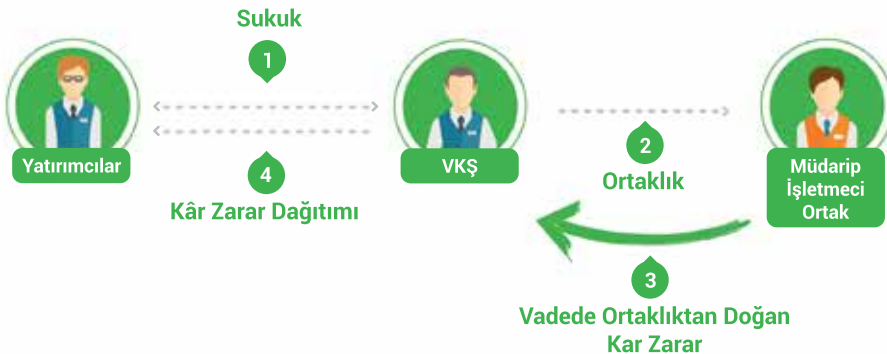 Sukuk
1
Yatırımcılar
VKŞ
2
Ortaklık
Müdarip
İşletmeci
Ortak
4
Kâr Zarar Dağıtımı
3
Vadede Ortaklıktan Doğan
Kar Zarar